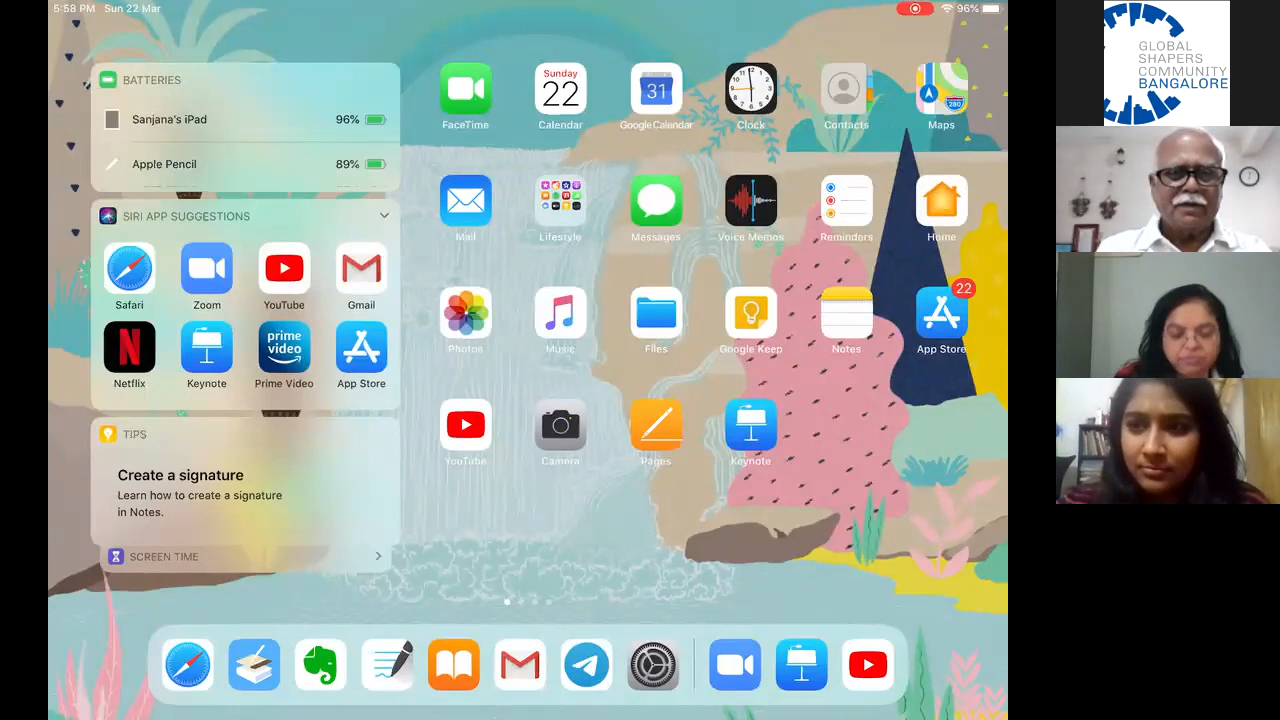 5:58 PM Sun 22 Mar
96%
BATTERIES
Sanjana's iPad 96%
Apple Pencil 89%
SIRI APP SUGGESTIONS
Safari Zoom YouTube Gmail
Netflix Keynote Prime Video App Store
prime
video
TIPS
Create a signature
Learn how to create a signature
in Notes.
SCREEN TIME
Sunday
22
31
280
FaceTime Calendar Google Calendar Clock Contacts Maps
Mail Lifestyle Messages Voice Memos Reminders Home
22
Photos Music Files Google Keep Notes App Store
YouTube Camera Pages Keynote
GLOBAL
SHAPERS
COMMUNITY
BANGALORE